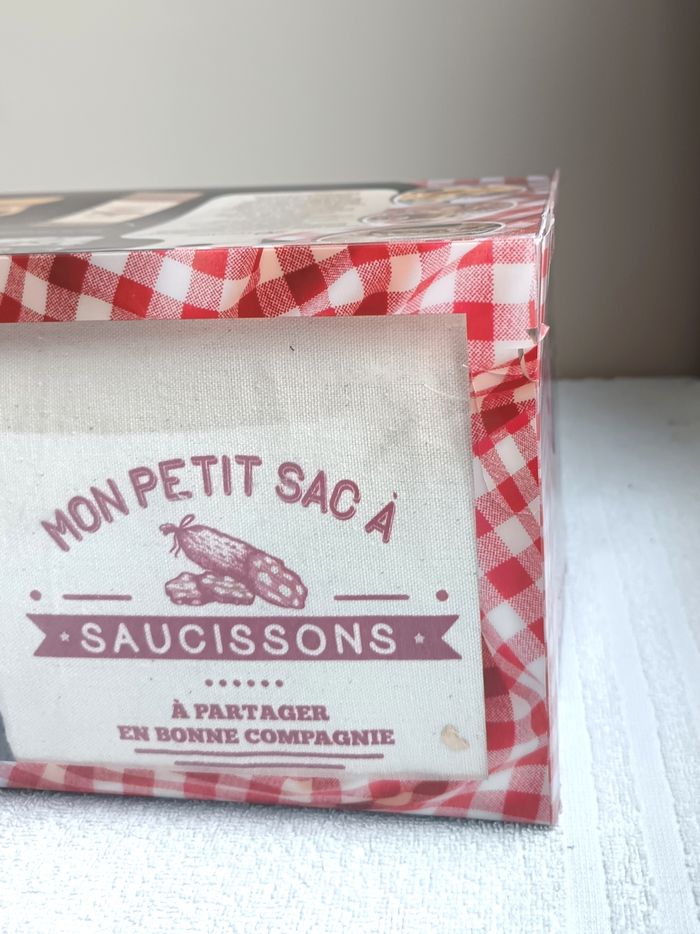 MON PETIT SAC À
SAUCISSONS
À PARTAGER
EN BONNE COMPAGNIE